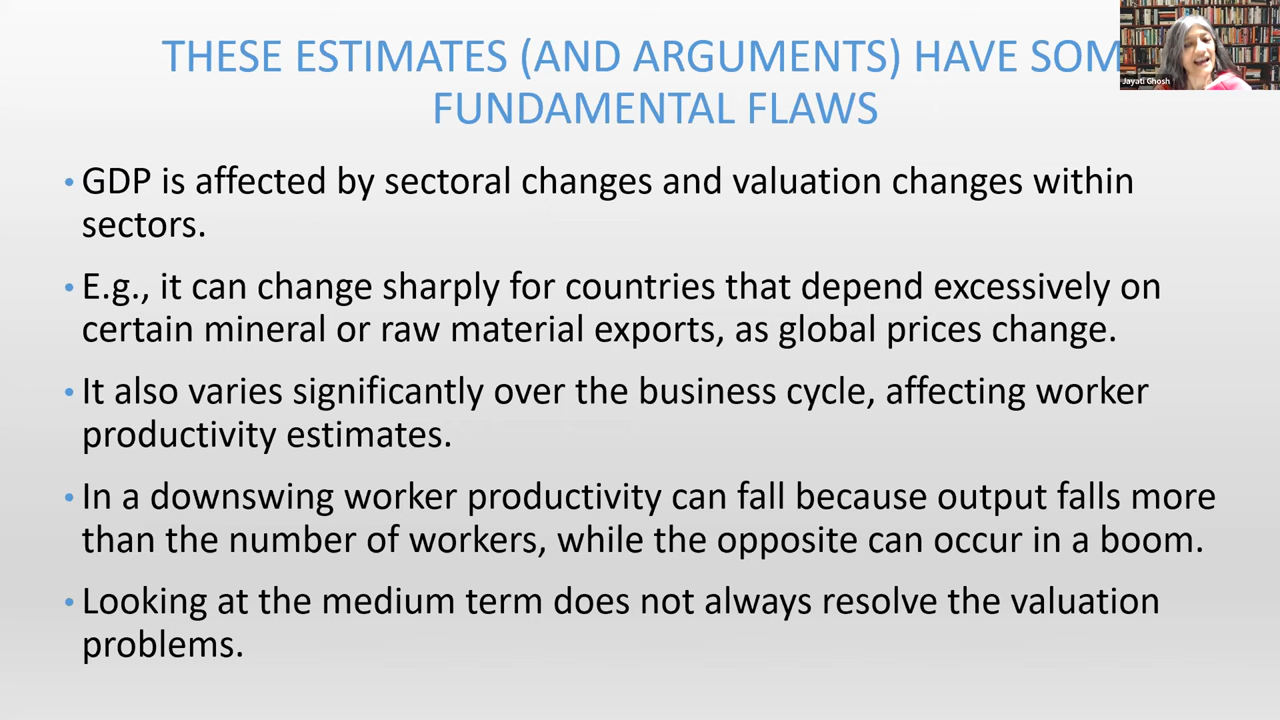 THESE ESTIMATES (AND ARGUMENTS) HAVE SOM
FUNDAMENTAL FLAWS
Jayati Ghosh
• GDP is affected by sectoral changes and valuation changes within
sectors.
• E.g., it can change sharply for countries that depend excessively on
certain mineral or raw material exports, as global prices change.
• It also varies significantly over the business cycle, affecting worker
productivity estimates.
• In a downswing worker productivity can fall because output falls more
than the number of workers, while the opposite can occur in a boom.
• Looking at the medium term does not always resolve the valuation
problems.